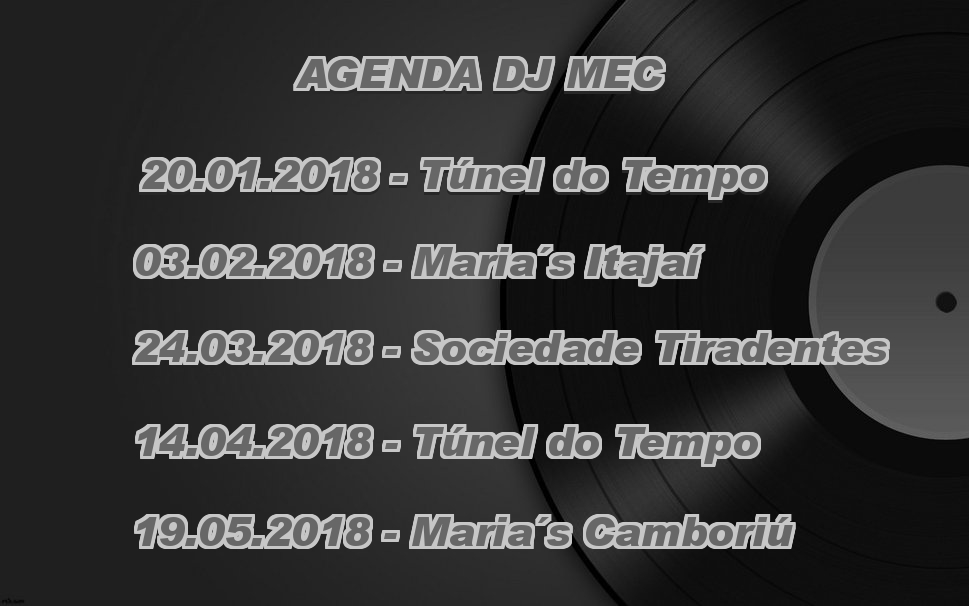 AGENDA DJ MEC
20.01.2018 - Túnel do Tempo
03.02.2018 - Maria´s Itajaí
24.03.2018 - Sociedade Tiradentes
14.04.2018 - Túnel do Tempo
19.05.2018 - Maria´s Camboriú